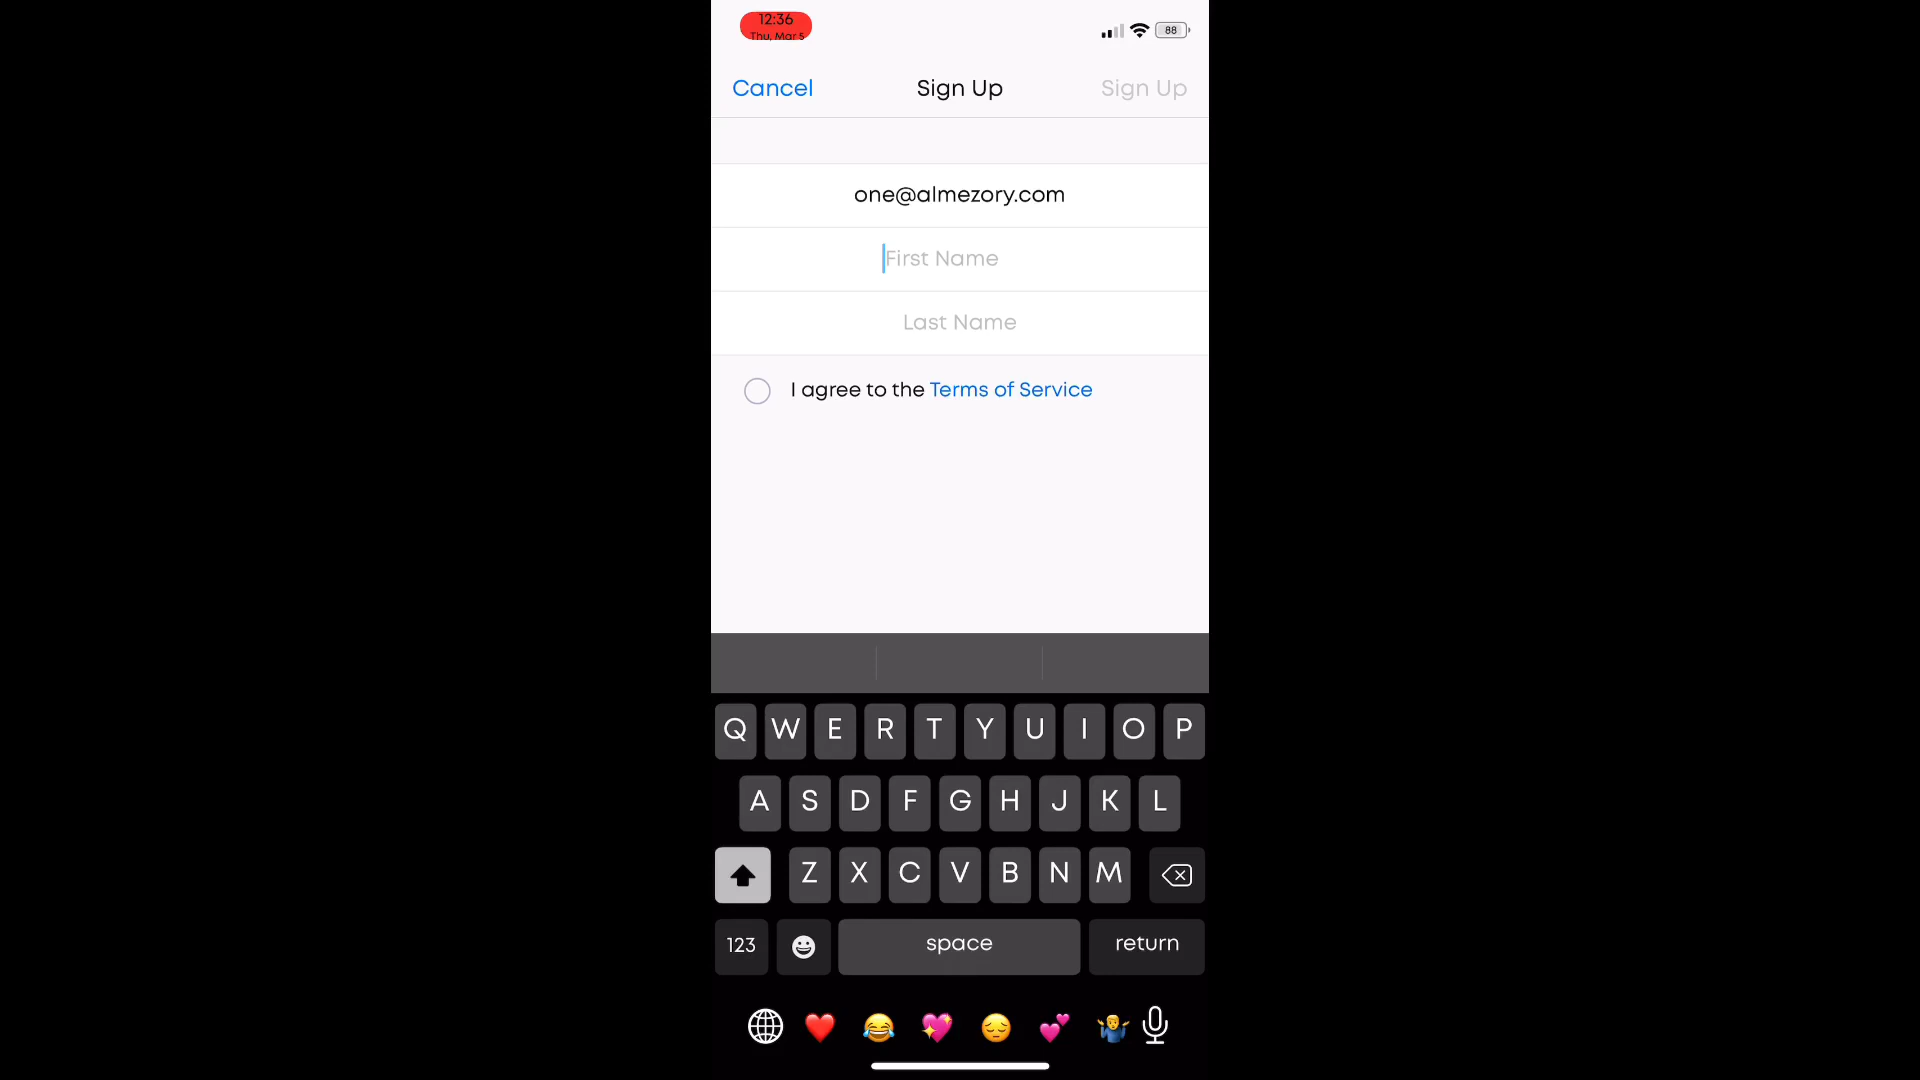 12:36
Thu, Mar 5
88
Cancel Sign Up Sign Up
one@almezory.com
First Name
Last Name
I agree to the Terms of Service
Q W E R T Y U I O P
A S D F G H J K L
Z X C V B N M
123 space return